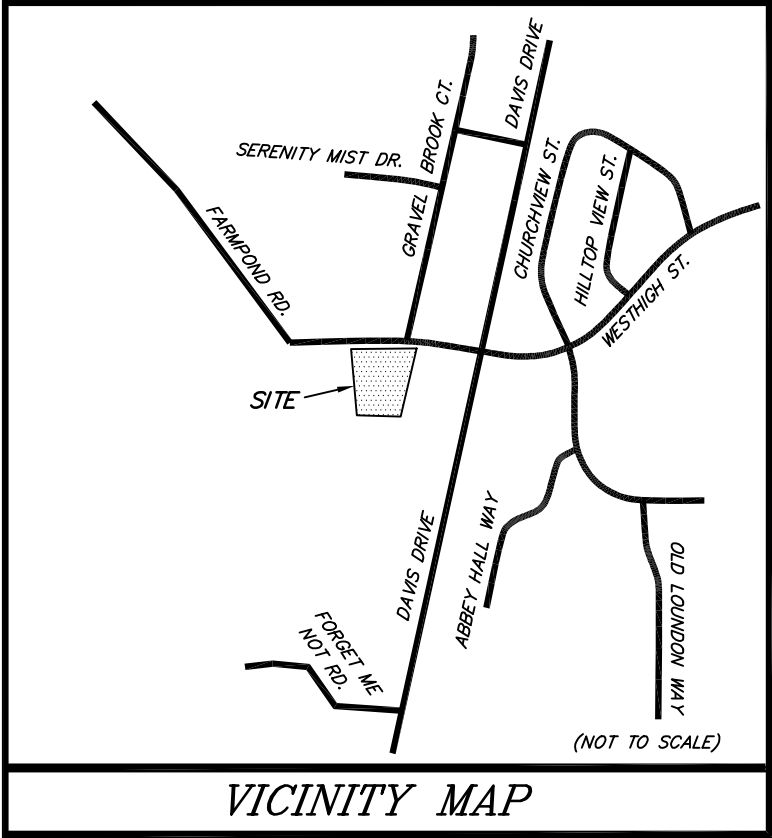 DAVIS DRIVE
BROOK CT.
GRAVEL
SERENITY MIST DR.
CHURCHVIEW ST.
HILLTOP VIEW ST.
FARMPOND RD.
WESTHIGH ST.
SITE
DAVIS DRIVE
ABBEY HALL WAY
OLD LOUNDON WAY
FORGET ME
NOT RD.
(NOT TO SCALE)
VICINITY MAP